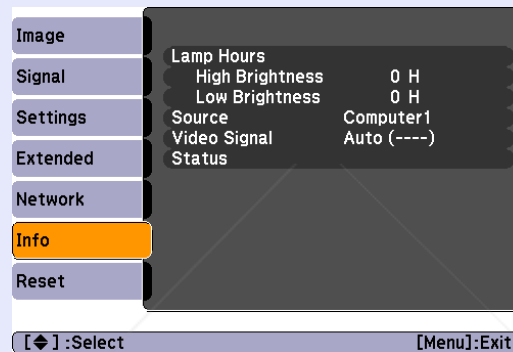 Image
Signal
Settings
Extended
Network
Info
Reset
Lamp Hours
High Brightness 0 H
Low Brightness 0 H
Source Computer1
Video Signal Auto (----)
Status
[◆] :Select [Menu]:Exit